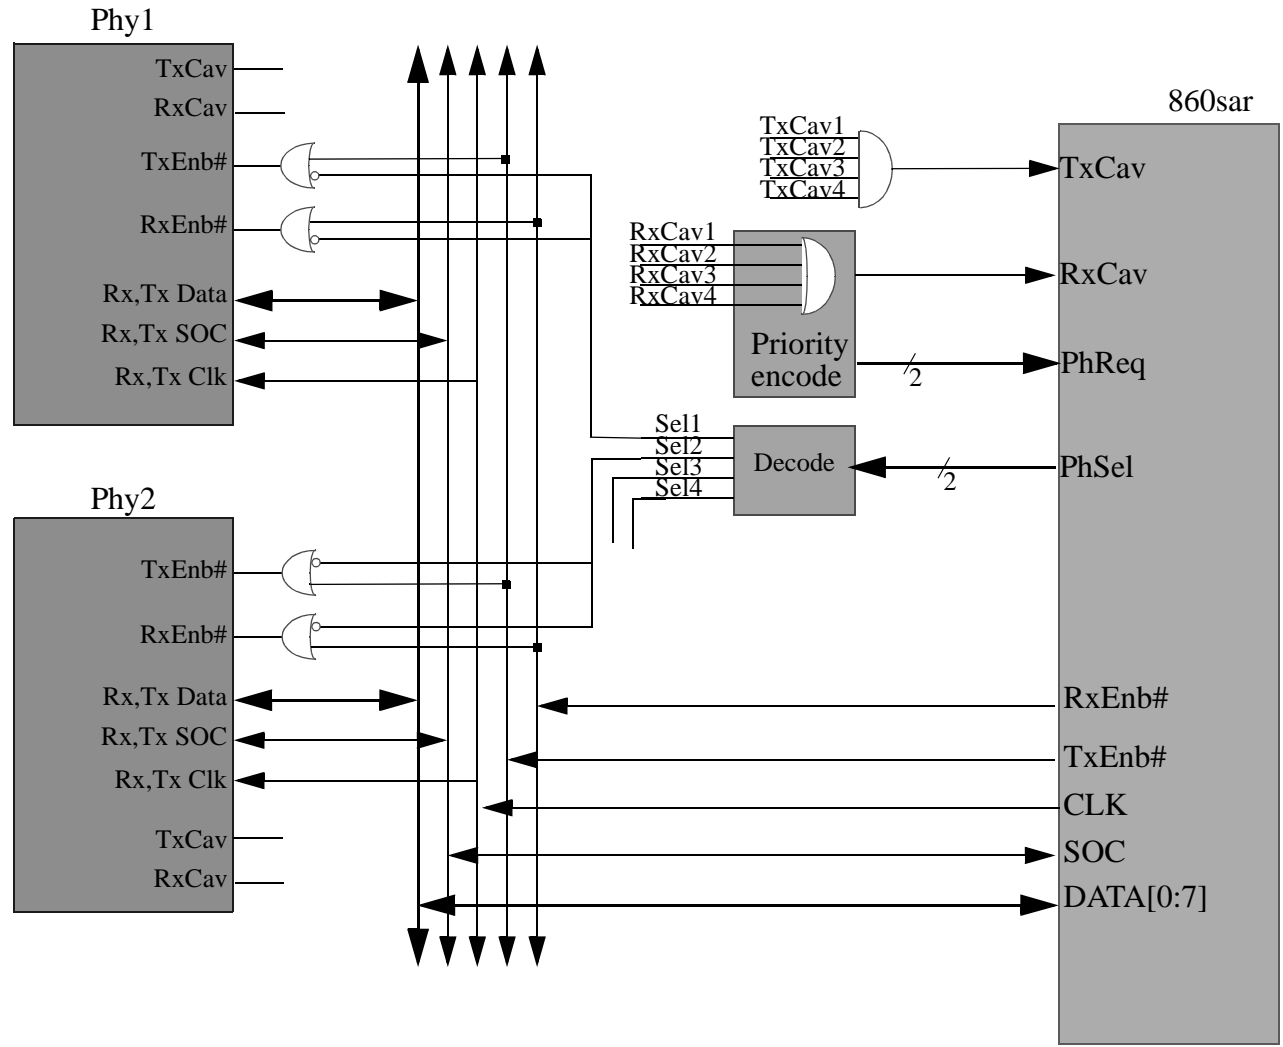 Phy1
TxCav
RxCav
TxEnb#
RxEnb#
Rx,Tx Data
Rx,Tx SOC
Rx,Tx Clk
Phy2
TxEnb#
RxEnb#
Rx,Tx Data
Rx,Tx SOC
Rx,Tx Clk
TxCav
RxCav
TxCav1
TxCav2
TxCav3
TxCav4
RxCav1
RxCav2
RxCav3
RxCav4
Priority
encode
2
Sel1
Sel2
Sel3
Sel4
Decode
2
860sar
TxCav
RxCav
PhReq
PhSel
RxEnb#
TxEnb#
CLK
SOC
DATA[0:7]